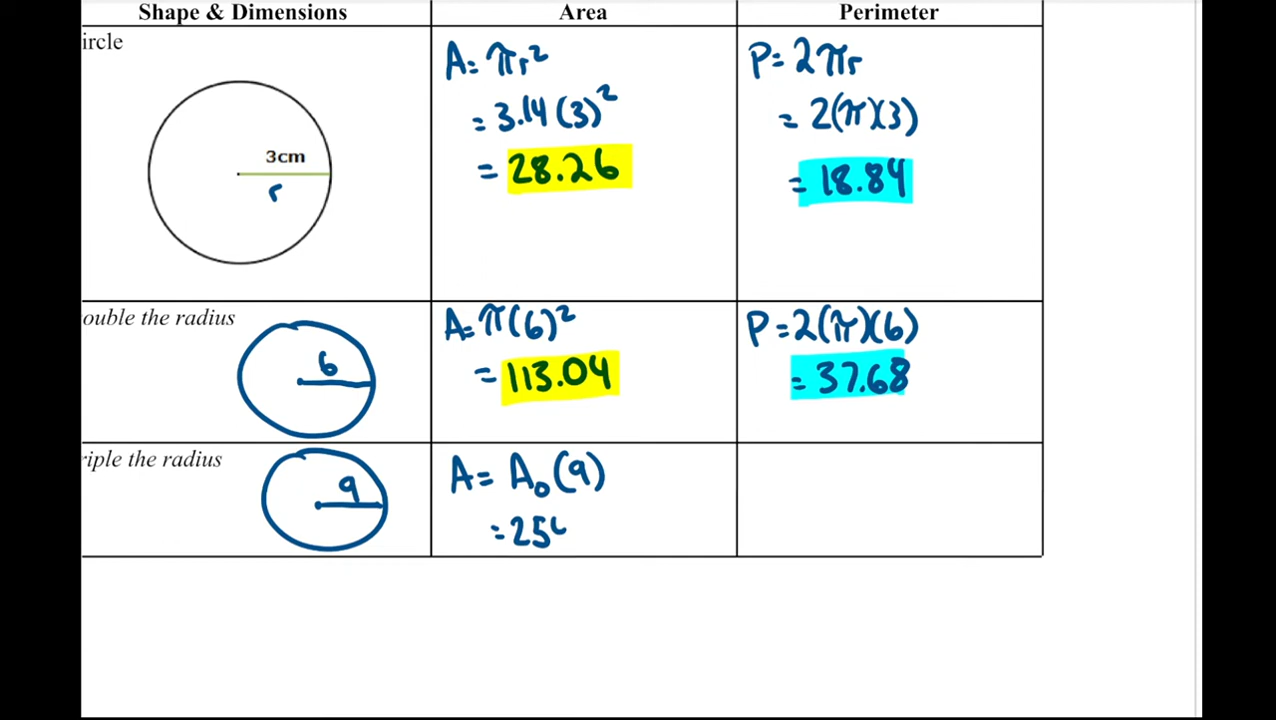 Shape & Dimensions Area Perimeter
ircle
A = πr²
= 3.14 (3)²
= 28.26
P = 2πr
= 2(π)(3)
= 18.84
3cm
r
ouble the radius
6
A = π(6)²
= 113.04
P = 2(π)(6)
= 37.68
riple the radius
9
A = A₀(9)
= 25